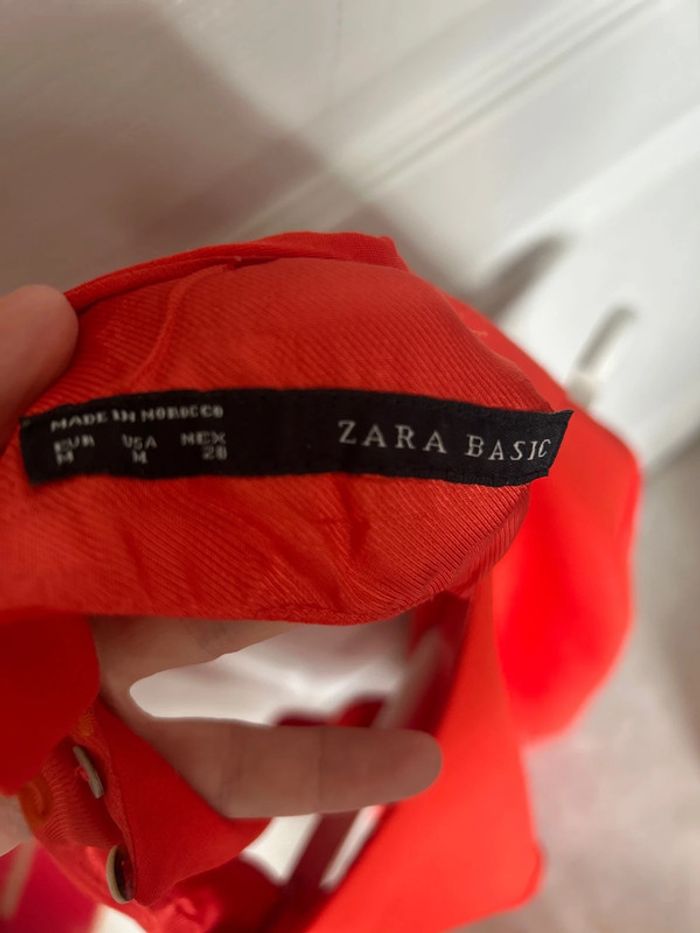 MADE IN MOROCCO
EUR USA MEX
M M 28
ZARA BASIC